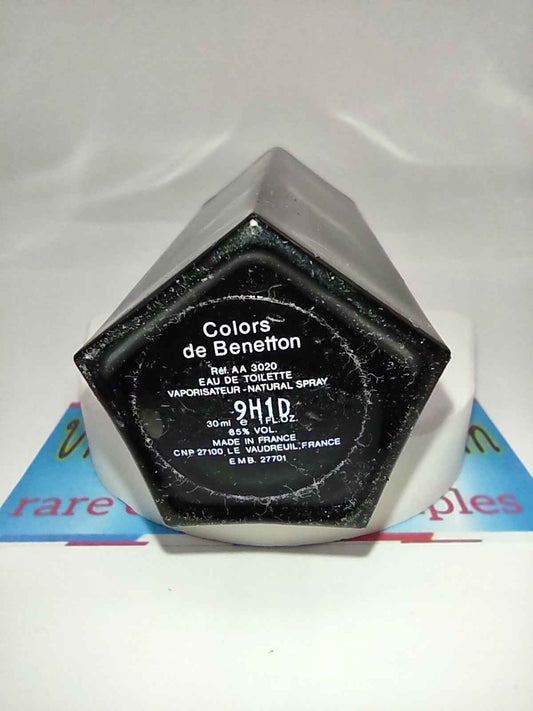 Colors
de Benetton
Réf. AA 3020
EAU DE TOILETTE
VAPORISATEUR - NATURAL SPRAY
9H1D
30 ml e 1 FL.OZ.
65% VOL.
MADE IN FRANCE
CNP 27100 LE VAUDREUIL, FRANCE
EMB. 27701
rare
ples